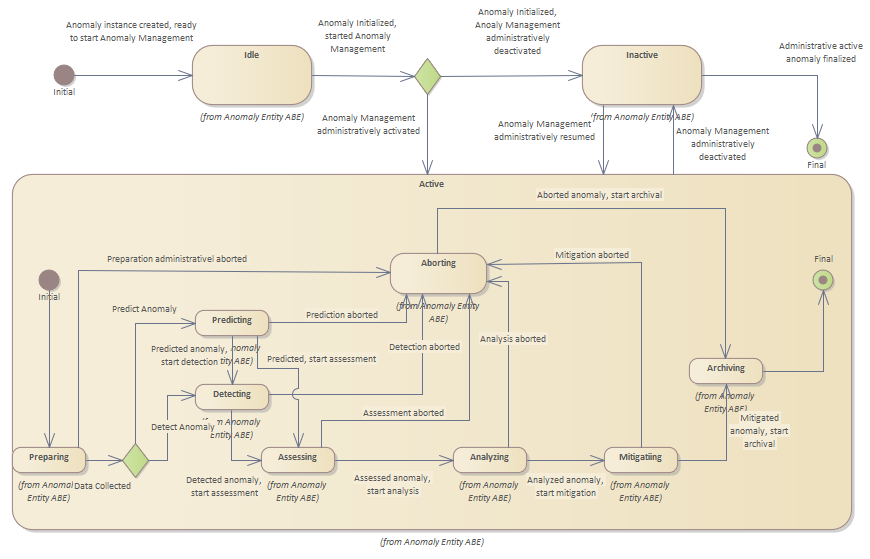 Anomaly instance created, ready
to start Anomaly Management
Initial
Idle
(from Anomaly Entity ABE)
Anomaly Initialized,
started Anomaly
Management
Anomaly Initialized,
Anoaly Management
administratively
deactivated
Inactive
(from Anomaly Entity ABE)
Administrative active
anomaly finalized
Final
Anomaly Management
administratively activated
Anomaly Management
administratively resumed
Anomaly Management
administratively
deactivated
Active
Aborted anomaly, start archival
Preparation administrativel aborted
Aborting
(from Anomaly Entity
ABE)
Mitigation aborted
Final
Initial
Predict Anomaly
Predicting
Prediction aborted
Predicted anomaly,
start detection
nomaly
tity ABE)
Predicted, start assessment
Detection aborted
Analysis aborted
Archiving
(from Anomaly
Entity ABE)
Detecting
m Anomaly
Entity ABE)
Detect Anomaly
Assessment aborted
Mitigated
anomaly, start
archival
Preparing
(from Anomal
Entity ABE)
Data Collected
Detected anomaly,
start assessment
Assessing
(from Anomaly
Entity ABE)
Assessed anomaly,
start analysis
Analyzing
(from Anomaly
Entity ABE)
Analyzed anomaly,
start mitigation
Mitigatiing
(from Anomaly
Entity ABE)
(from Anomaly Entity ABE)